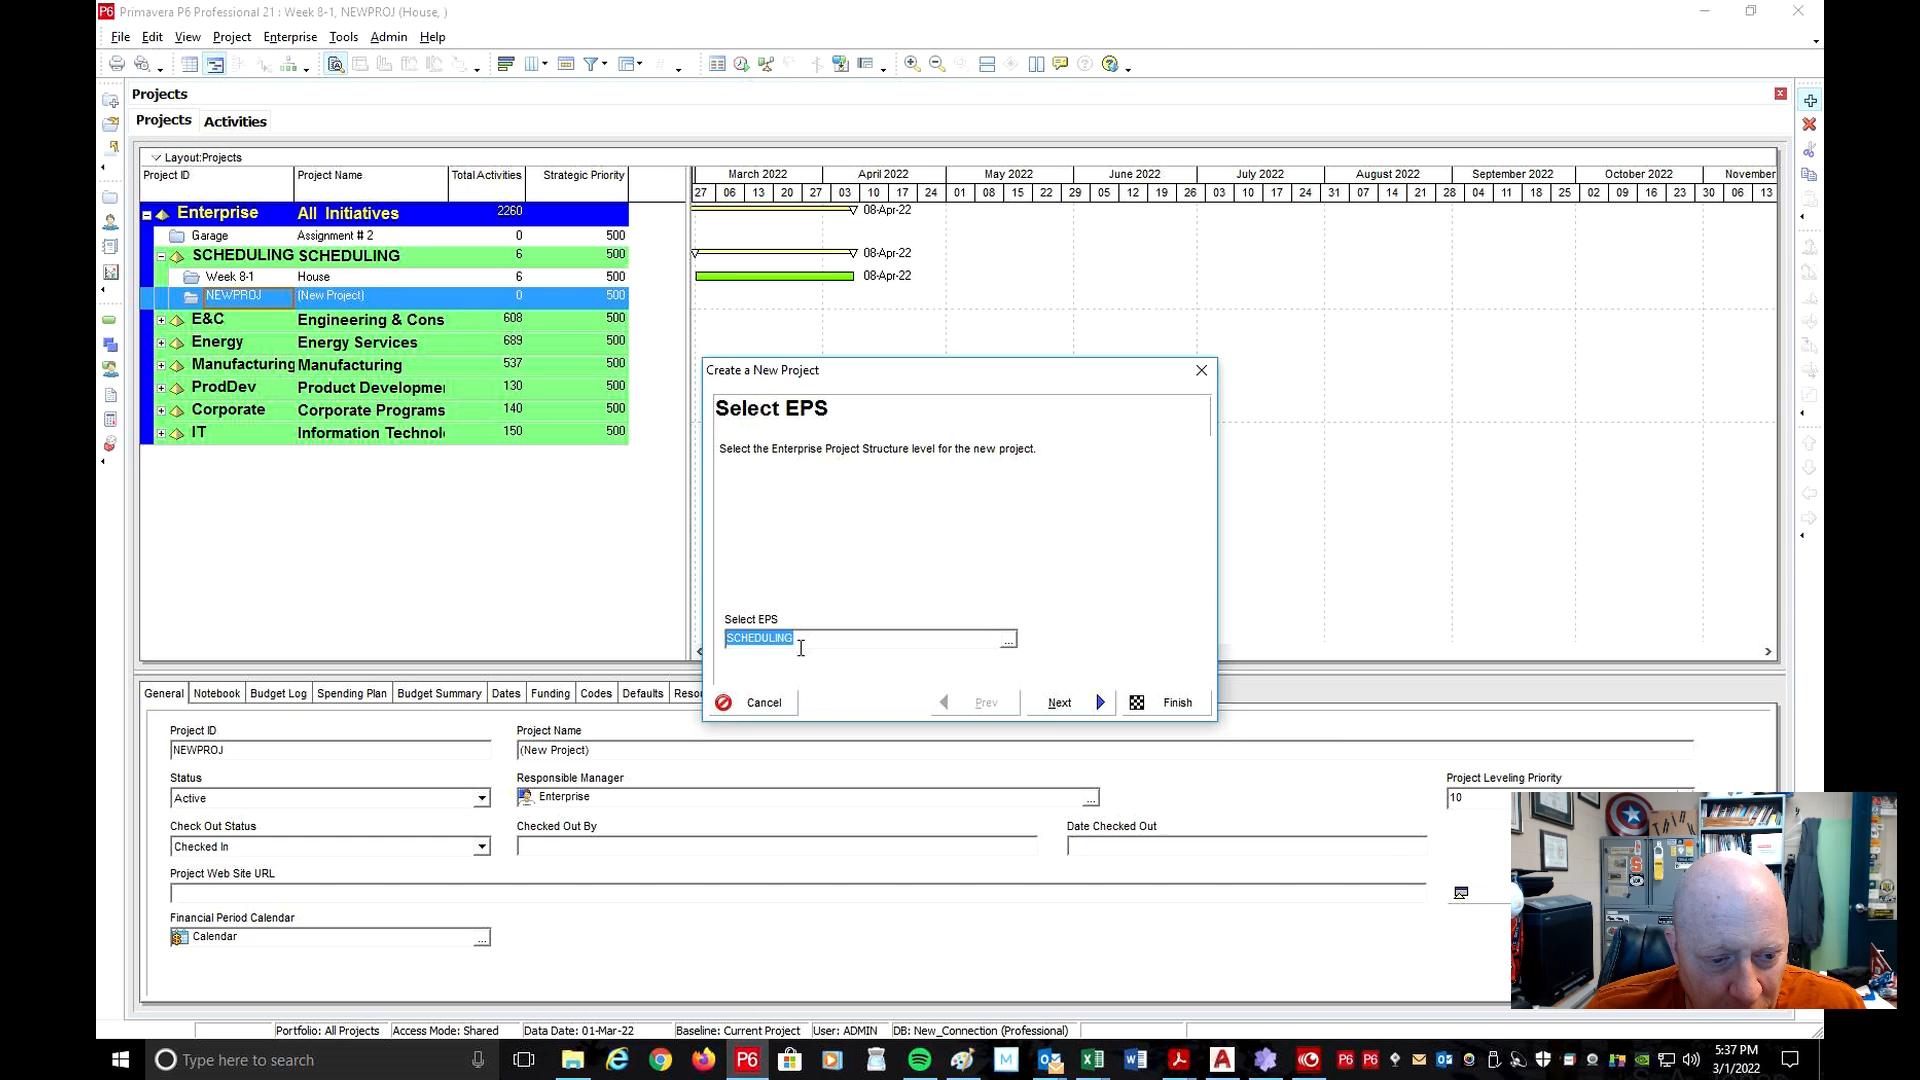 P6 Primavera P6 Professional 21 : Week 8-1, NEWPROJ (House, )
File Edit View Project Enterprise Tools Admin Help
Projects
Projects Activities
Layout:Projects
Project ID Project Name Total Activities Strategic Priority
March 2022 April 2022 May 2022 June 2022 July 2022 August 2022 September 2022 October 2022 November
27 06 13 20 27 03 10 17 24 01 08 15 22 29 05 12 19 26 03 10 17 24 31 07 14 21 28 04 11 18 25 02 09 16 23 30 06 13
Enterprise All Initiatives 2260 08-Apr-22
Garage Assignment # 2 0 500
SCHEDULING SCHEDULING 6 500 08-Apr-22
Week 8-1 House 6 500 08-Apr-22
NEWPROJ (New Project) 0 500
E&C Engineering & Cons 608 500
Energy Energy Services 689 500
Manufacturing Manufacturing 537 500
ProdDev Product Developme 130 500
Corporate Corporate Programs 140 500
IT Information Technol 150 500
Create a New Project
Select EPS
Select the Enterprise Project Structure level for the new project.
Select EPS
SCHEDULING
...
Cancel Prev Next Finish
General Notebook Budget Log Spending Plan Budget Summary Dates Funding Codes Defaults Resou
Project ID Project Name
NEWPROJ (New Project)
Status Responsible Manager Project Leveling Priority
Active Enterprise ... 10
Check Out Status Checked Out By Date Checked Out
Checked In
Project Web Site URL
Financial Period Calendar
Calendar ...
THINK
Portfolio: All Projects Access Mode: Shared Data Date: 01-Mar-22 Baseline: Current Project User: ADMIN DB: New_Connection (Professional)
Type here to search
5:37 PM
3/1/2022